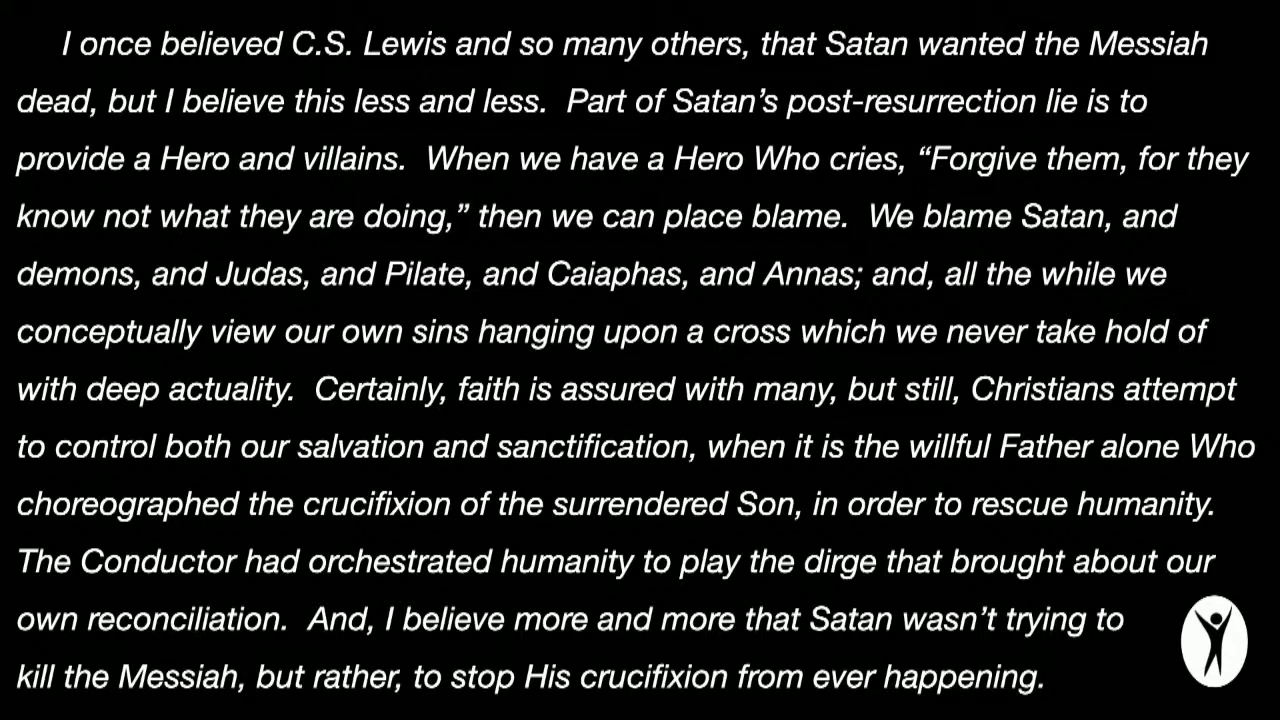 I once believed C.S. Lewis and so many others, that Satan wanted the Messiah
dead, but I believe this less and less.  Part of Satan's post-resurrection lie is to
provide a Hero and villains.  When we have a Hero Who cries, “Forgive them, for they
know not what they are doing,” then we can place blame.  We blame Satan, and
demons, and Judas, and Pilate, and Caiaphas, and Annas; and, all the while we
conceptually view our own sins hanging upon a cross which we never take hold of
with deep actuality.  Certainly, faith is assured with many, but still, Christians attempt
to control both our salvation and sanctification, when it is the willful Father alone Who
choreographed the crucifixion of the surrendered Son, in order to rescue humanity.
The Conductor had orchestrated humanity to play the dirge that brought about our
own reconciliation.  And, I believe more and more that Satan wasn't trying to
kill the Messiah, but rather, to stop His crucifixion from ever happening.